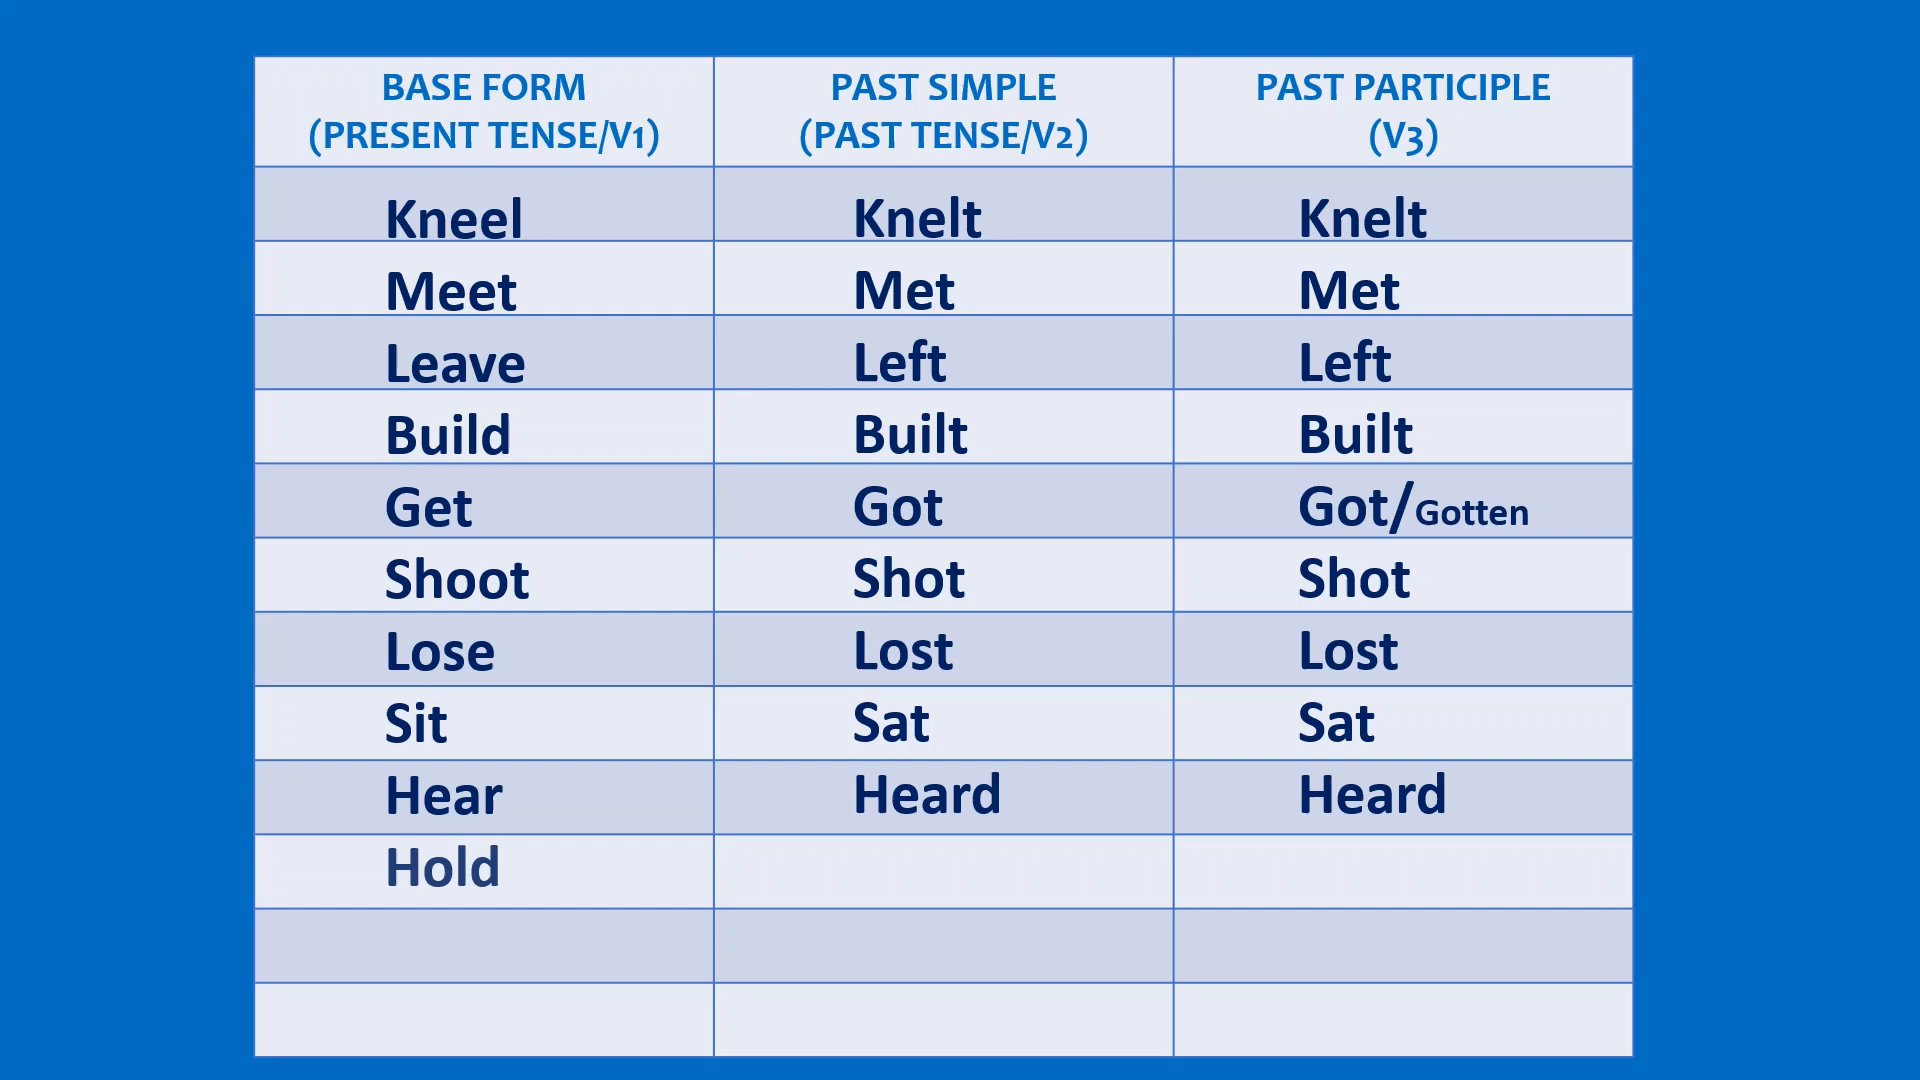 BASE FORM
(PRESENT TENSE/V1)
PAST SIMPLE
(PAST TENSE/V2)
PAST PARTICIPLE
(V3)
Kneel Knelt Knelt
Meet Met Met
Leave Left Left
Build Built Built
Get Got Got/Gotten
Shoot Shot Shot
Lose Lost Lost
Sit Sat Sat
Hear Heard Heard
Hold